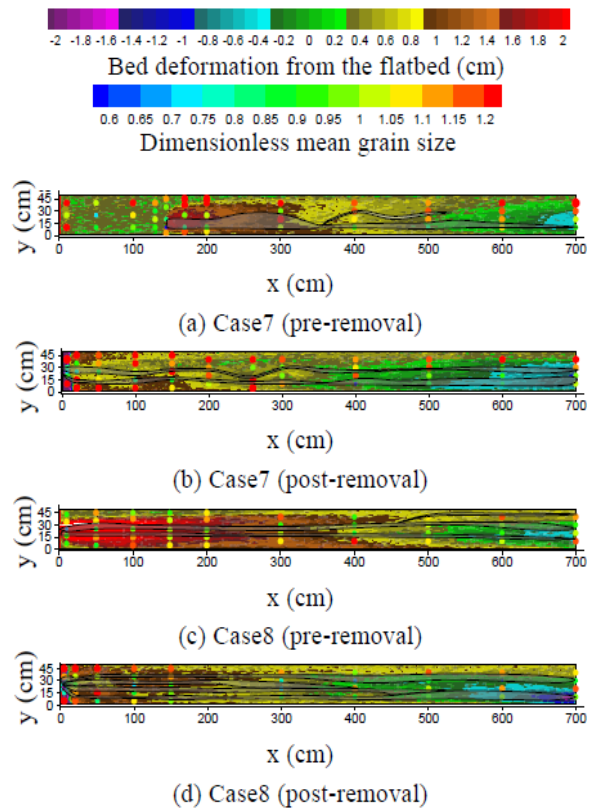 -2 -1.8 -1.6 -1.4 -1.2 -1 -0.8 -0.6 -0.4 -0.2 0 0.2 0.4 0.6 0.8 1 1.2 1.4 1.6 1.8 2
Bed deformation from the flatbed (cm)
0.6 0.65 0.7 0.75 0.8 0.85 0.9 0.95 1 1.05 1.1 1.15 1.2
Dimensionless mean grain size
y (cm)
30
15
0
0 100 200 300 400 500 600 700
x (cm)
(a) Case7 (pre-removal)
y (cm)
45
30
15
0
0 100 200 300 400 500 600 700
x (cm)
(b) Case7 (post-removal)
y (cm)
45
30
15
0
0 100 200 300 400 500 600 700
x (cm)
(c) Case8 (pre-removal)
y (cm)
45
30
15
0
0 100 200 300 400 500 600 700
x (cm)
(d) Case8 (post-removal)